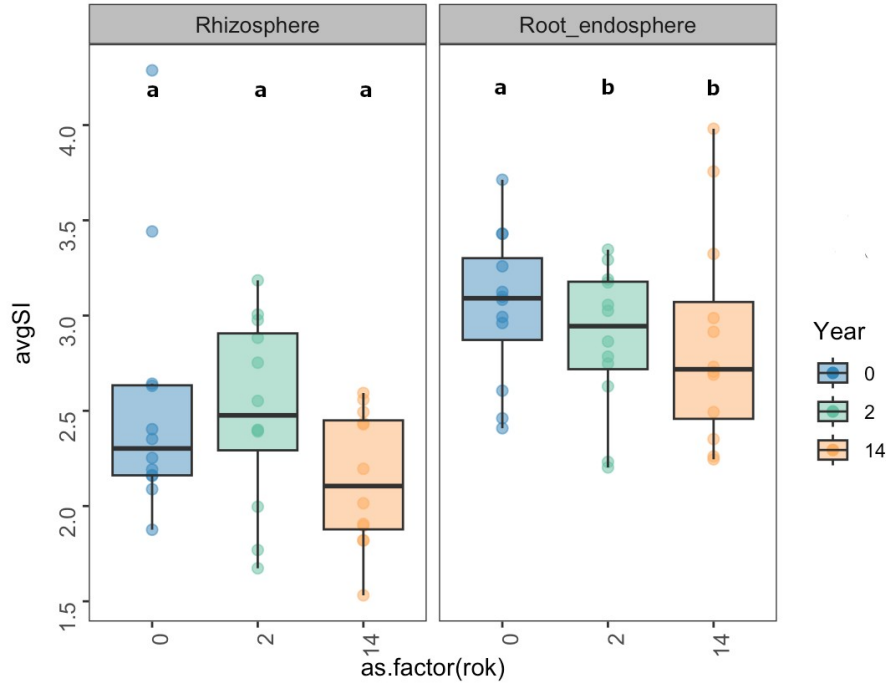 Rhizosphere
Root_endosphere
a a a
a b b
avgSI
4.0
3.5
3.0
2.5
2.0
1.5
0 2 14
0 2 14
as.factor(rok)
Year
0
2
14